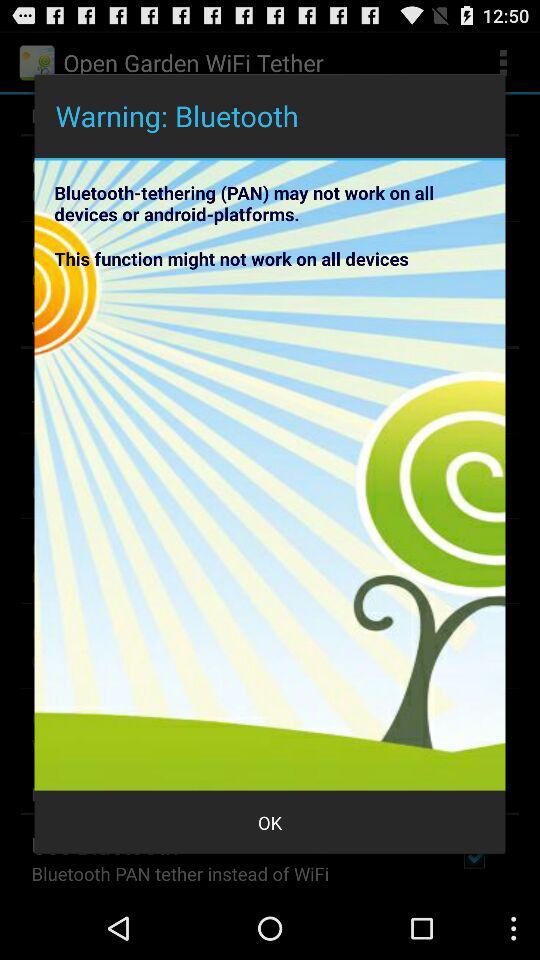 12:50
Open Garden WiFi Tether
Warning: Bluetooth
Bluetooth-tethering (PAN) may not work on all
devices or android-platforms.
This function might not work on all devices
OK
Bluetooth PAN tether instead of WiFi